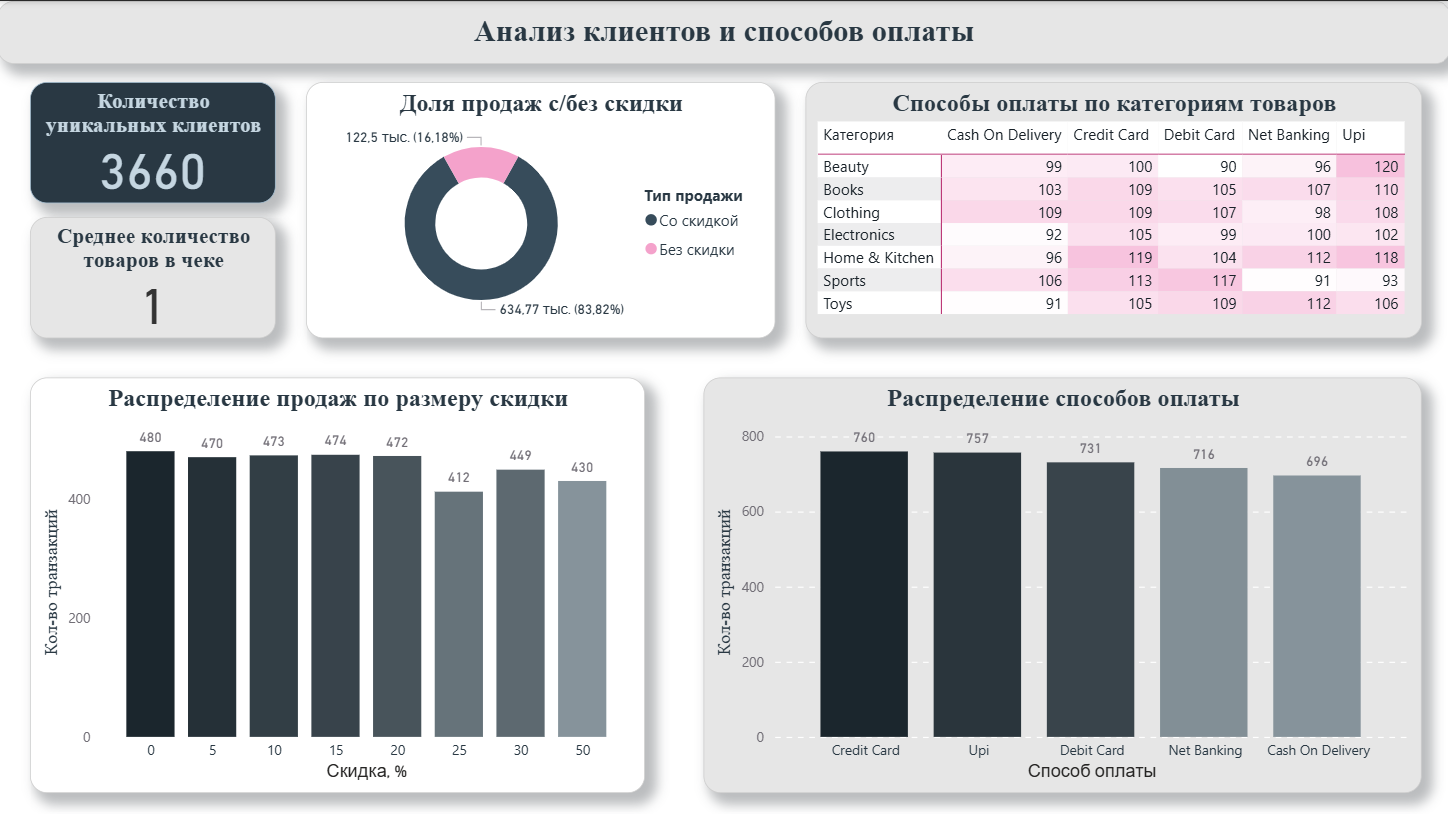 Анализ клиентов и способов оплаты
Количество
уникальных клиентов
3660
Среднее количество
товаров в чеке
1
Доля продаж с/без скидки
122,5 тыс. (16,18%)
634,77 тыс. (83,82%)
Тип продажи
Со скидкой
Без скидки
Способы оплаты по категориям товаров
Категория Cash On Delivery Credit Card Debit Card Net Banking Upi
Beauty 99 100 90 96 120
Books 103 109 105 107 110
Clothing 109 109 107 98 108
Electronics 92 105 99 100 102
Home & Kitchen 96 119 104 112 118
Sports 106 113 117 91 93
Toys 91 105 109 112 106
Распределение продаж по размеру скидки
Кол-во транзакций
400
200
0
480 470 473 474 472 412 449 430
0 5 10 15 20 25 30 50
Скидка, %
Распределение способов оплаты
Кол-во транзакций
800
600
400
200
0
760 757 731 716 696
Credit Card Upi Debit Card Net Banking Cash On Delivery
Способ оплаты